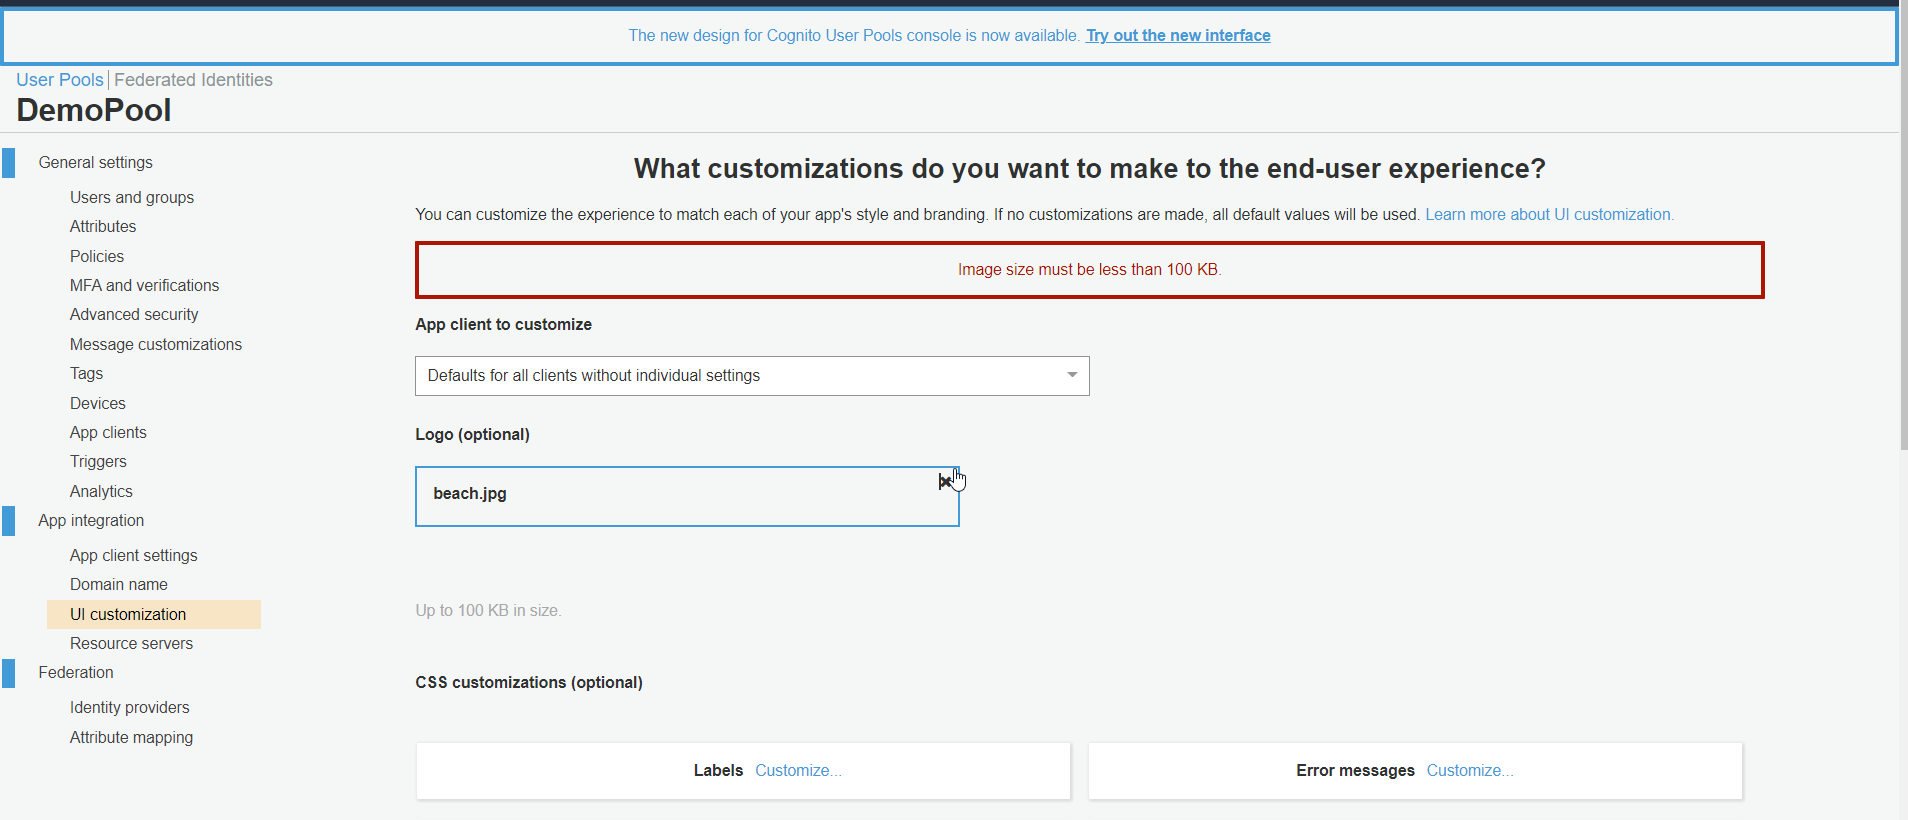 The new design for Cognito User Pools console is now available. Try out the new interface
User Pools Federated Identities
DemoPool
General settings
Users and groups
Attributes
Policies
MFA and verifications
Advanced security
Message customizations
Tags
Devices
App clients
Triggers
Analytics
App integration
App client settings
Domain name
UI customization
Resource servers
Federation
Identity providers
Attribute mapping
What customizations do you want to make to the end-user experience?
You can customize the experience to match each of your app's style and branding. If no customizations are made, all default values will be used. Learn more about UI customization.
Image size must be less than 100 KB.
App client to customize
Defaults for all clients without individual settings
Logo (optional)
beach.jpg
Up to 100 KB in size.
CSS customizations (optional)
Labels Customize...
Error messages Customize...